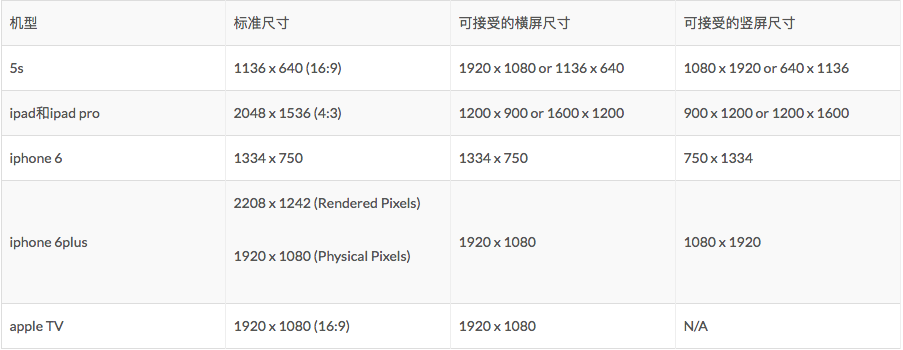 机型 标准尺寸 可接受的横屏尺寸 可接受的竖屏尺寸
5s 1136 x 640 (16:9) 1920 x 1080 or 1136 x 640 1080 x 1920 or 640 x 1136
ipad和ipad pro 2048 x 1536 (4:3) 1200 x 900 or 1600 x 1200 900 x 1200 or 1200 x 1600
iphone 6 1334 x 750 1334 x 750 750 x 1334
2208 x 1242 (Rendered Pixels)
iphone 6plus 1920 x 1080 1080 x 1920
1920 x 1080 (Physical Pixels)
apple TV 1920 x 1080 (16:9) 1920 x 1080 N/A